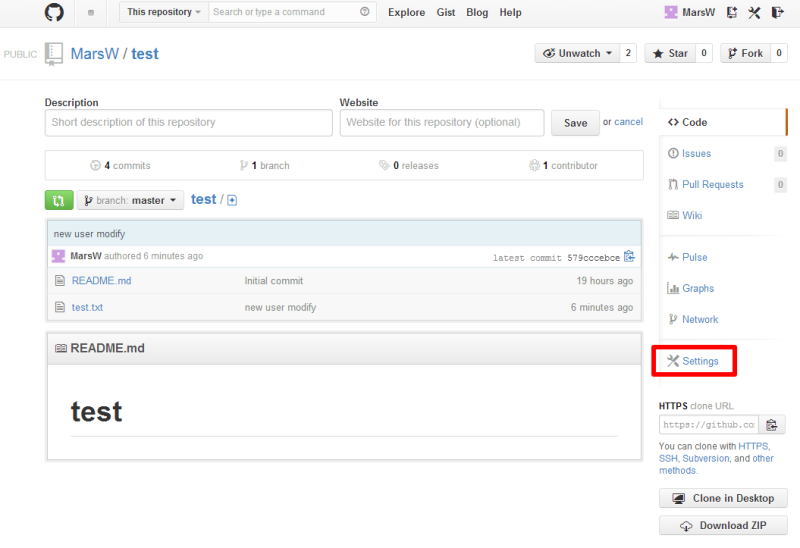 This repository Search or type a command Explore Gist Blog Help MarsW
PUBLIC MarsW / test Unwatch 2 Star 0 Fork 0
Description Website
Short description of this repository Website for this repository (optional) Save or cancel
4 commits 1 branch 0 releases 1 contributor
branch: master test /
new user modify
MarsW authored 6 minutes ago latest commit 579cccebce
README.md Initial commit 19 hours ago
test.txt new user modify 6 minutes ago
README.md
test
Code
Issues 0
Pull Requests 0
Wiki
Pulse
Graphs
Network
Settings
HTTPS clone URL
https://github.co
You can clone with HTTPS,
SSH, Subversion, and other
methods.
Clone in Desktop
Download ZIP